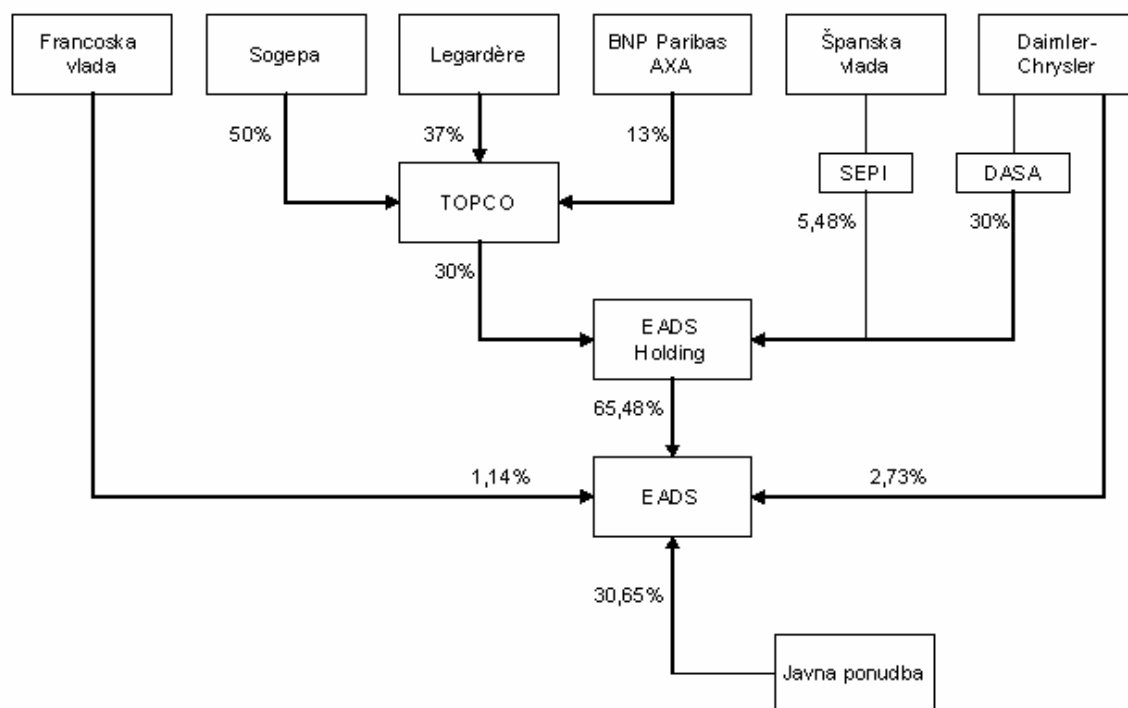 Francoska
vlada
Sogepa
Legardère
BNP Paribas
AXA
Španska
vlada
Daimler-
Chrysler
50%
37%
13%
SEPI
DASA
TOPCO
5,48%
30%
30%
EADS
Holding
65,48%
1,14%
EADS
2,73%
30,65%
Javna ponudba